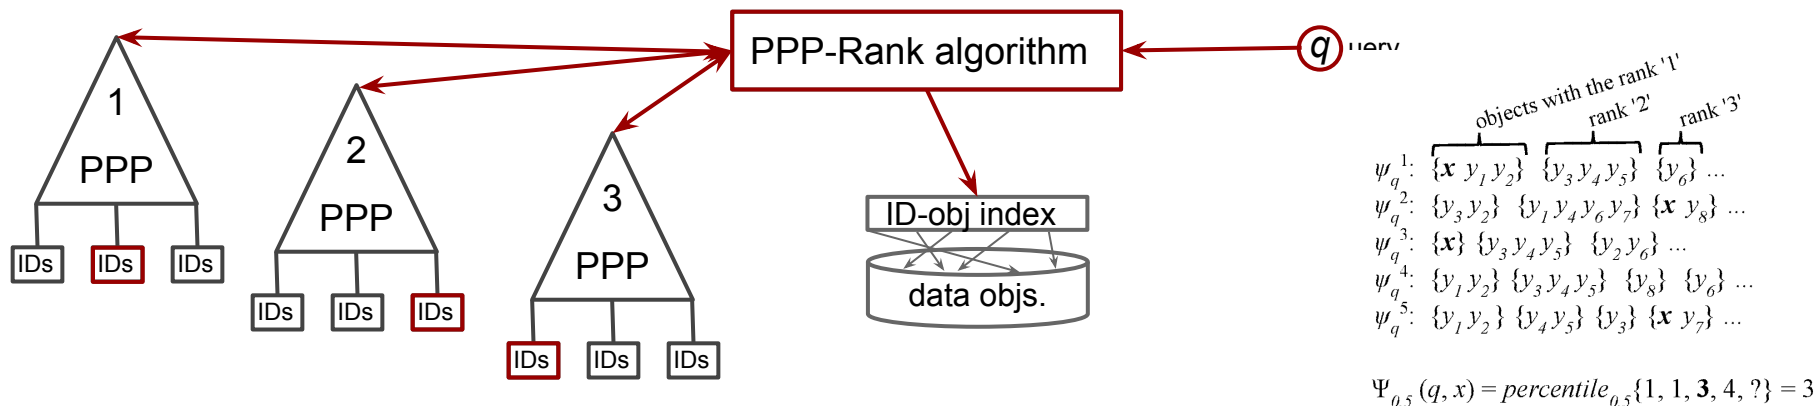 PPP-Rank algorithm
q
1
PPP
IDs IDs IDs
2
PPP
IDs IDs IDs
3
PPP
IDs IDs IDs
ID-obj index
data objs.
objects with the rank '1'
rank '2'
rank '3'
ψq1: {x y1 y2} {y3 y4 y5} {y6} ...
ψq2: {y3 y2} {y1 y4 y6 y7} {x y8} ...
ψq3: {x} {y3 y4 y5} {y2 y6} ...
ψq4: {y1 y2} {y3 y4 y5} {y8} {y6} ...
ψq5: {y1 y2} {y4 y5} {y3} {x y7} ...
Ψ0.5 (q, x) = percentile0.5{1, 1, 3, 4, ?} = 3